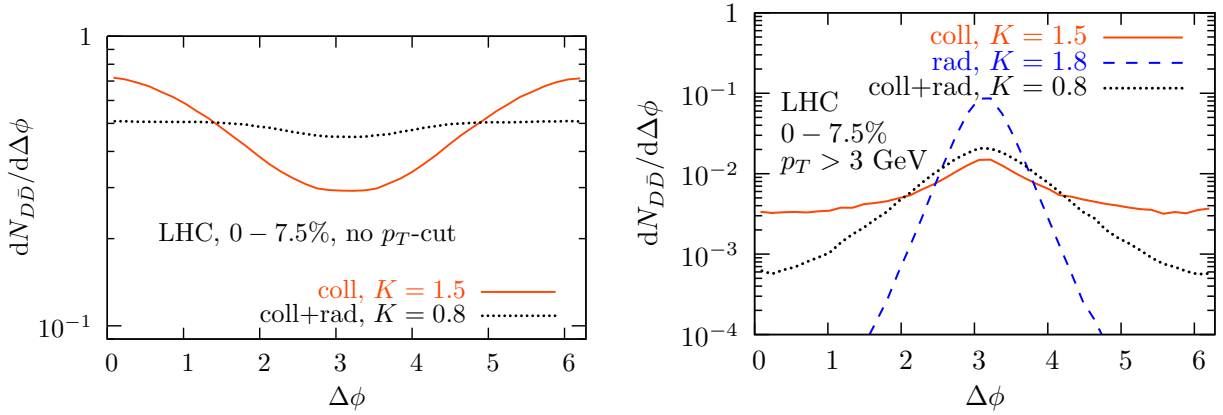 1
dN_{DD̄}/dΔϕ
LHC, 0 − 7.5%, no p_T-cut
coll, K = 1.5
coll+rad, K = 0.8
10^{−1}
0 1 2 3 4 5 6
Δϕ
1
coll, K = 1.5
rad, K = 1.8
coll+rad, K = 0.8
10^{−1}
LHC
0 − 7.5%
p_T > 3 GeV
dN_{DD̄}/dΔϕ
10^{−2}
10^{−3}
10^{−4}
0 1 2 3 4 5 6
Δϕ